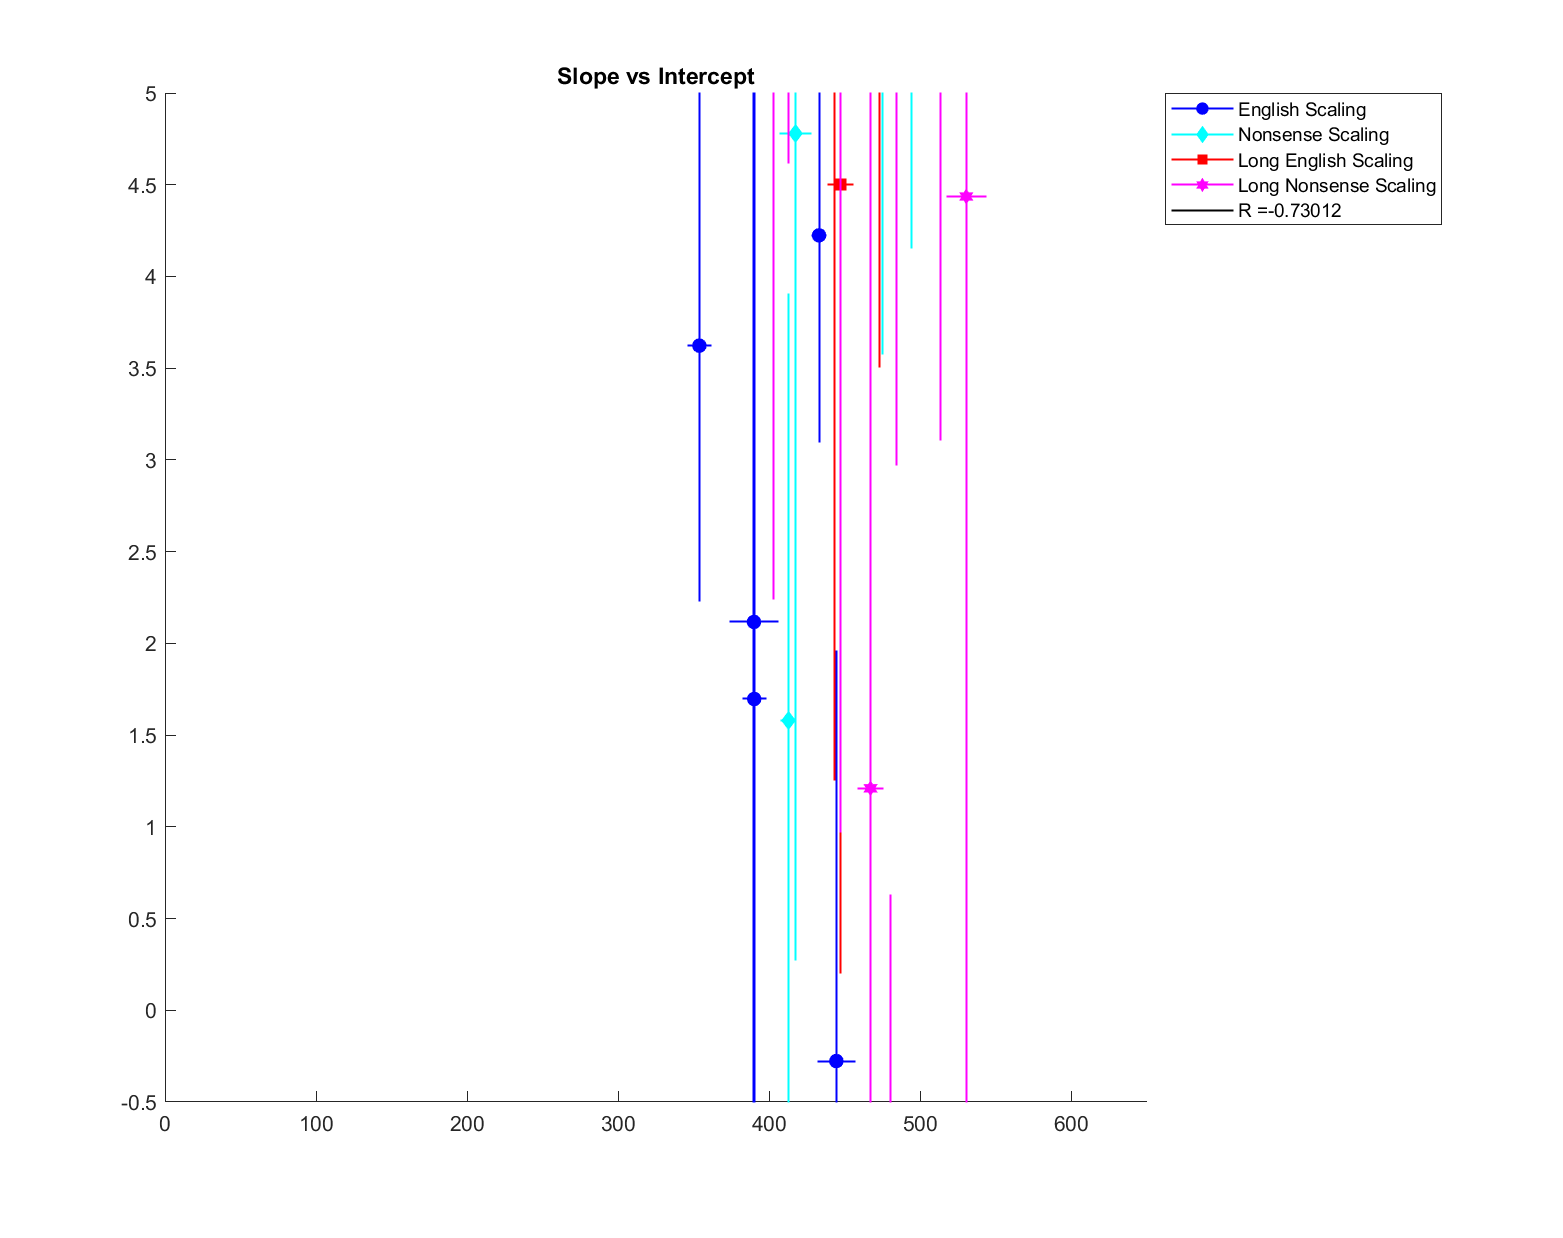 Slope vs Intercept
5
4.5
4
3.5
3
2.5
2
1.5
1
0.5
0
-0.5
0 100 200 300 400 500 600
English Scaling
Nonsense Scaling
Long English Scaling
Long Nonsense Scaling
R =-0.73012